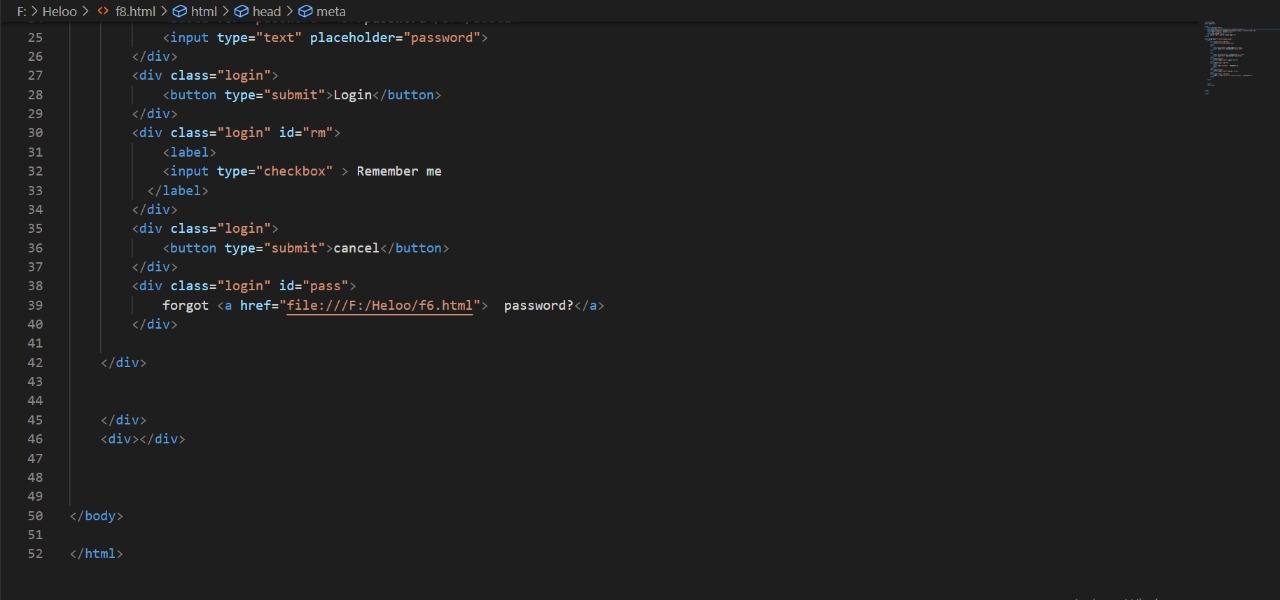 F: > Heloo > <> f8.html > html > head > meta
25 <input type="text" placeholder="password">
26 </div>
27 <div class="login">
28 <button type="submit">Login</button>
29 </div>
30 <div class="login" id="rm">
31 <label>
32 <input type="checkbox" > Remember me
33 </label>
34 </div>
35 <div class="login">
36 <button type="submit">cancel</button>
37 </div>
38 <div class="login" id="pass">
39 forgot <a href="file:///F:/Heloo/f6.html">  password?</a>
40 </div>
41
42 </div>
43
44
45 </div>
46 <div></div>
47
48
49
50 </body>
51
52 </html>